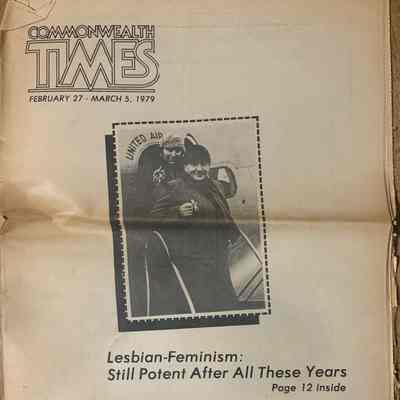 COMMONWEALTH
TIMES
FEBRUARY 27 - MARCH 5, 1979
UNITED AIR
Lesbian-Feminism:
Still Potent After All These Years
Page 12 Inside